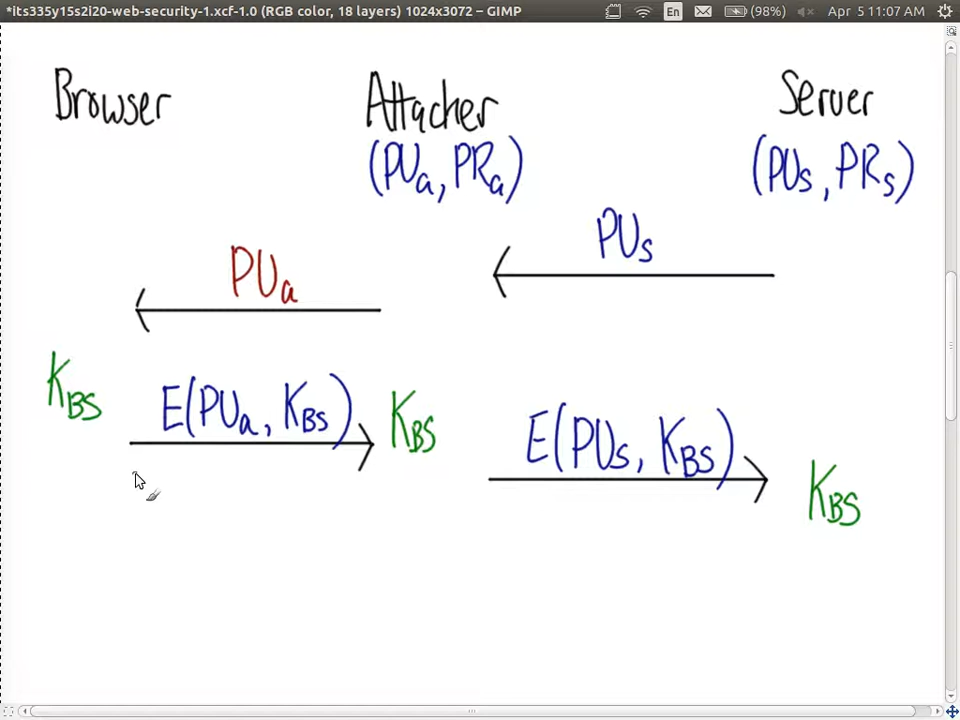 *its335y15s2i20-web-security-1.xcf-1.0 (RGB color, 18 layers) 1024x3072 – GIMP En (98%) Apr 5 11:07 AM
Browser Attacker Server
(PUa, PRa) (PUs, PRs)
PUs
PUa
KBS E(PUa, KBS) KBS
E(PUs, KBS) KBS